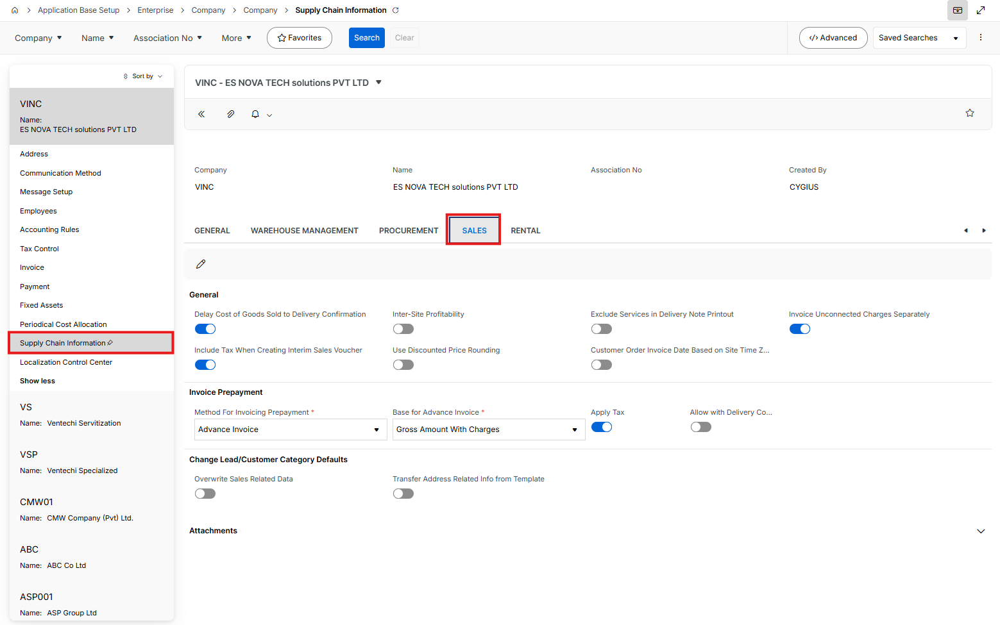 Application Base Setup > Enterprise > Company > Company > Supply Chain Information
Company Name Association No More Favorites Search Clear </> Advanced Saved Searches
Sort by
VINC
Name:
ES NOVA TECH solutions PVT LTD
Address
Communication Method
Message Setup
Employees
Accounting Rules
Tax Control
Invoice
Payment
Fixed Assets
Periodical Cost Allocation
Supply Chain Information
Localization Control Center
Show less
VS
Name: Ventechi Servitization
VSP
Name: Ventechi Specialized
CMW01
Name: CMW Company (Pvt) Ltd.
ABC
Name: ABC Co Ltd
ASP001
Name: ASP Group Ltd
VINC - ES NOVA TECH solutions PVT LTD
Company Name Association No Created By
VINC ES NOVA TECH solutions PVT LTD CYGIUS
GENERAL WAREHOUSE MANAGEMENT PROCUREMENT SALES RENTAL
General
Delay Cost of Goods Sold to Delivery Confirmation Inter-Site Profitability Exclude Services in Delivery Note Printout Invoice Unconnected Charges Separately
Include Tax When Creating Interim Sales Voucher Use Discounted Price Rounding Customer Order Invoice Date Based on Site Time Z...
Invoice Prepayment
Method For Invoicing Prepayment * Base for Advance Invoice * Apply Tax Allow with Delivery Co...
Advance Invoice Gross Amount With Charges
Change Lead/Customer Category Defaults
Overwrite Sales Related Data Transfer Address Related Info from Template
Attachments